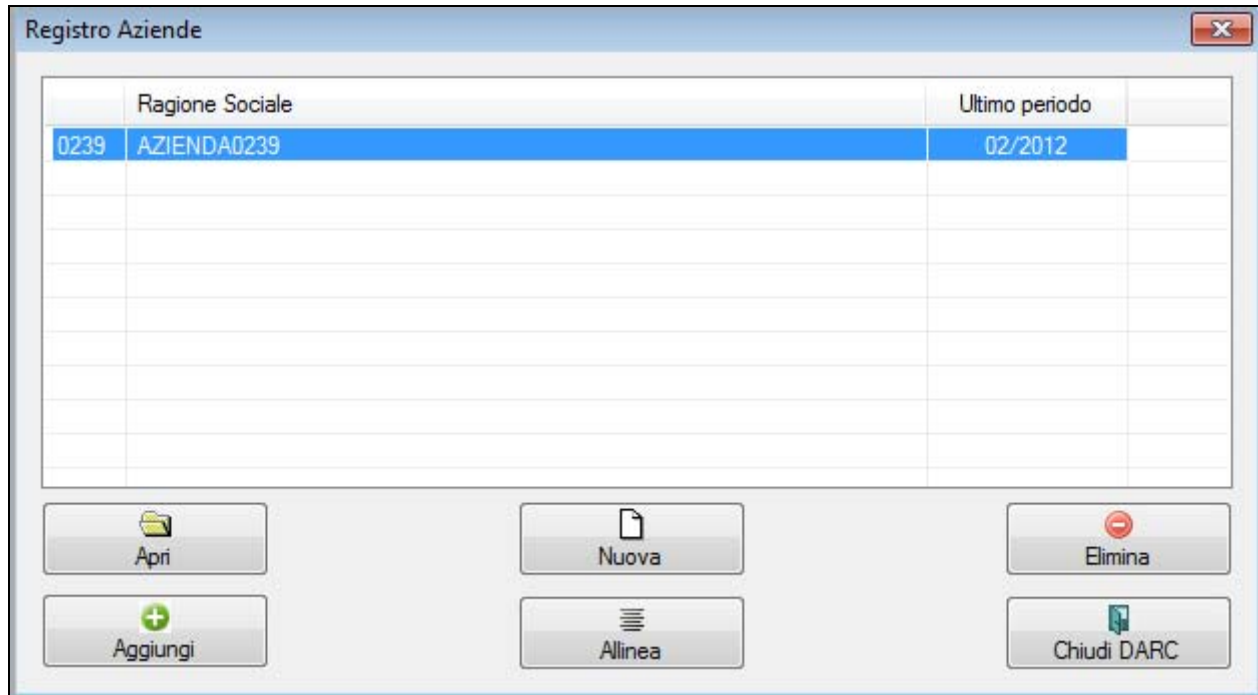 Registro Aziende
Ragione Sociale Ultimo periodo
0239 AZIENDA0239 02/2012
Apri Nuova Elimina
Aggiungi Allinea Chiudi DARC